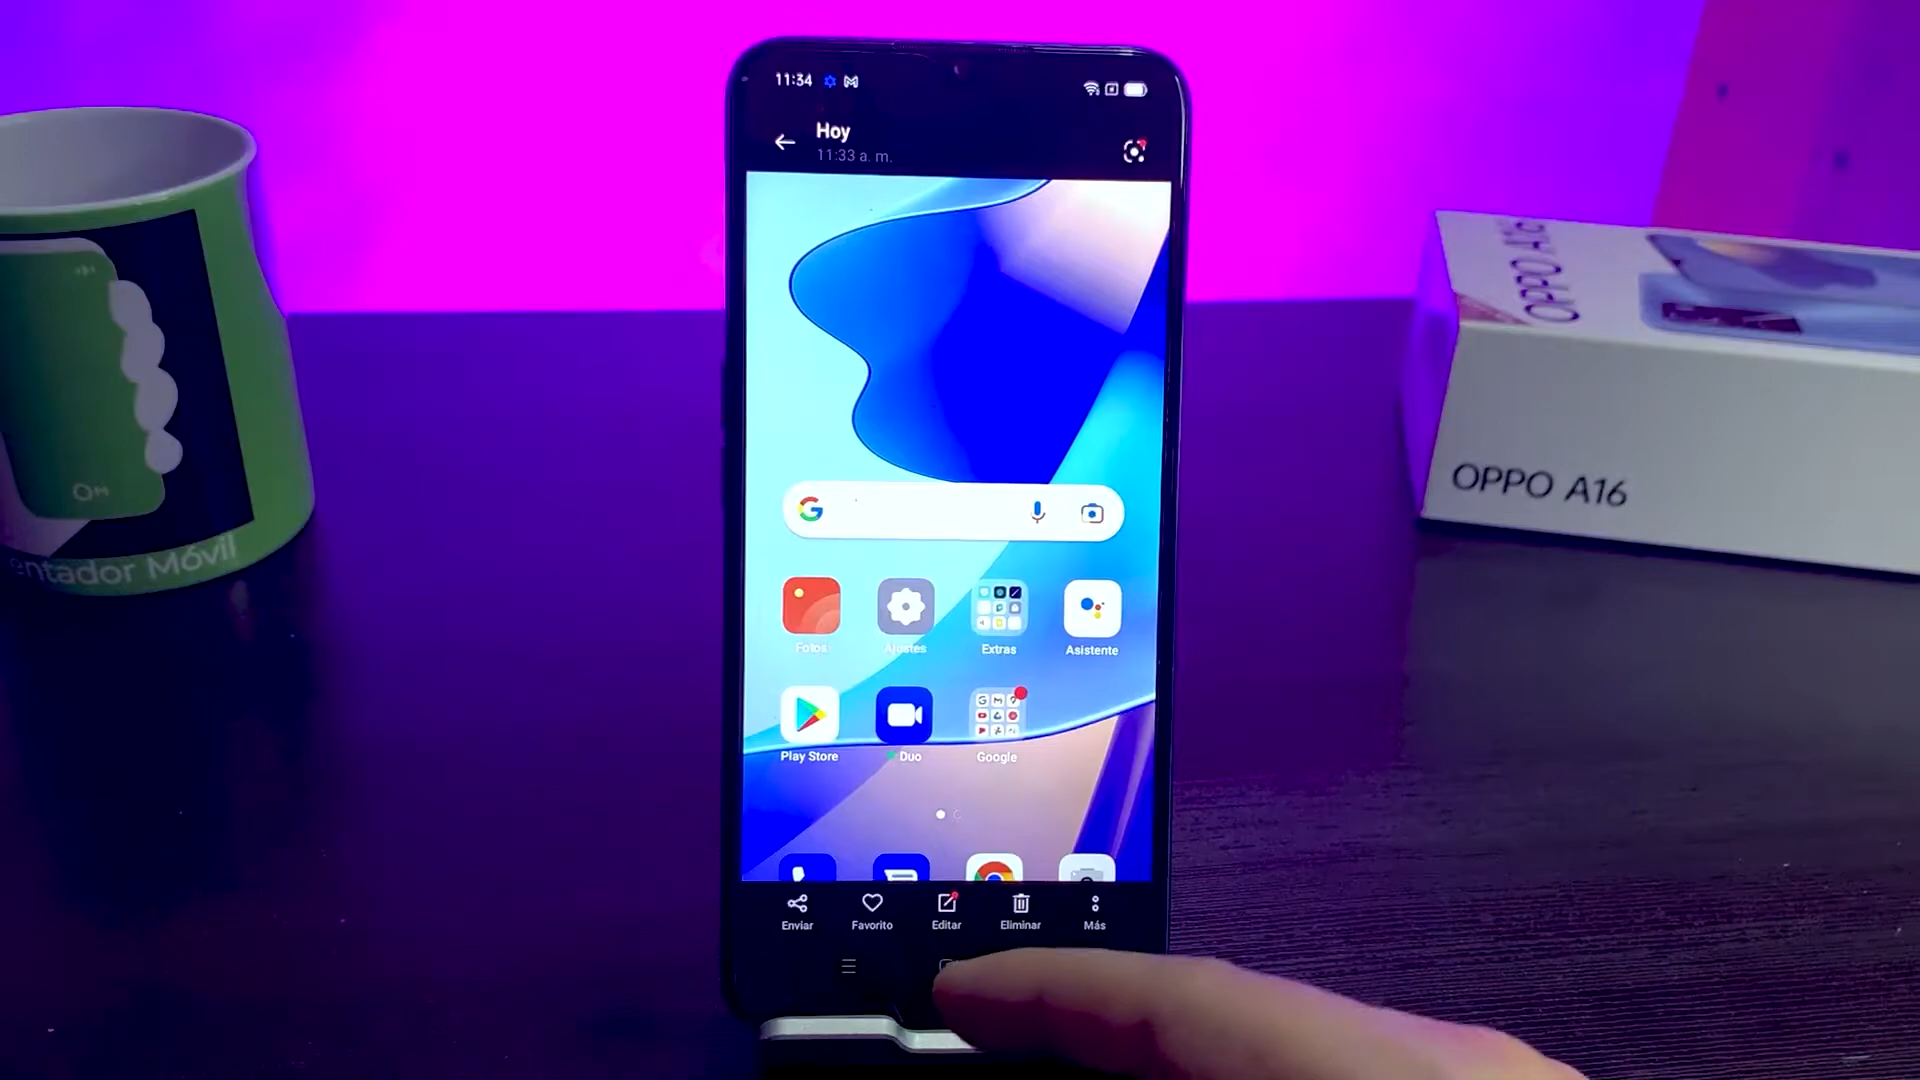 11:34
Hoy
11:33 a. m.
Fotos
Ajustes
Extras
Asistente
Play Store
Duo
Google
Enviar
Favorito
Editar
Eliminar
Más
entador Móvil
OPPO A16
OPPO A16